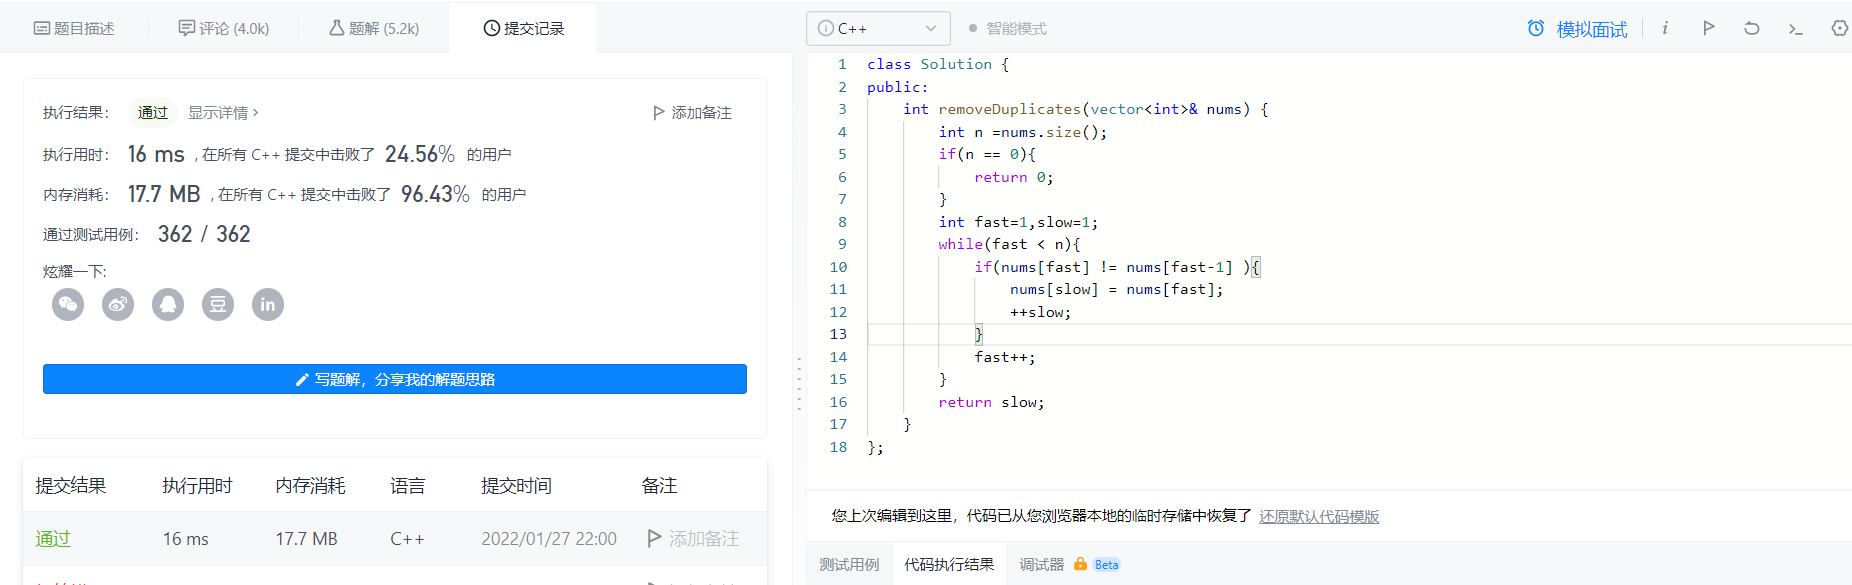 题目描述
评论 (4.0k)
题解 (5.2k)
提交记录
执行结果：
通过
显示详情 ›
添加备注
执行用时：
16 ms
, 在所有 C++ 提交中击败了
24.56%
的用户
内存消耗：
17.7 MB
, 在所有 C++ 提交中击败了
96.43%
的用户
通过测试用例：
362 / 362
炫耀一下:
豆
in
写题解，分享我的解题思路
提交结果 执行用时 内存消耗 语言 提交时间 备注
通过 16 ms 17.7 MB C++ 2022/01/27 22:00 添加备注
C++
智能模式
模拟面试
i
1 class Solution {
2 public:
3 int removeDuplicates(vector<int>& nums) {
4 int n =nums.size();
5 if(n == 0){
6 return 0;
7 }
8 int fast=1,slow=1;
9 while(fast < n){
10 if(nums[fast] != nums[fast-1] ){
11 nums[slow] = nums[fast];
12 ++slow;
13 }
14 fast++;
15 }
16 return slow;
17 }
18 };
您上次编辑到这里，代码已从您浏览器本地的临时存储中恢复了 还原默认代码模版
测试用例
代码执行结果
调试器
Beta